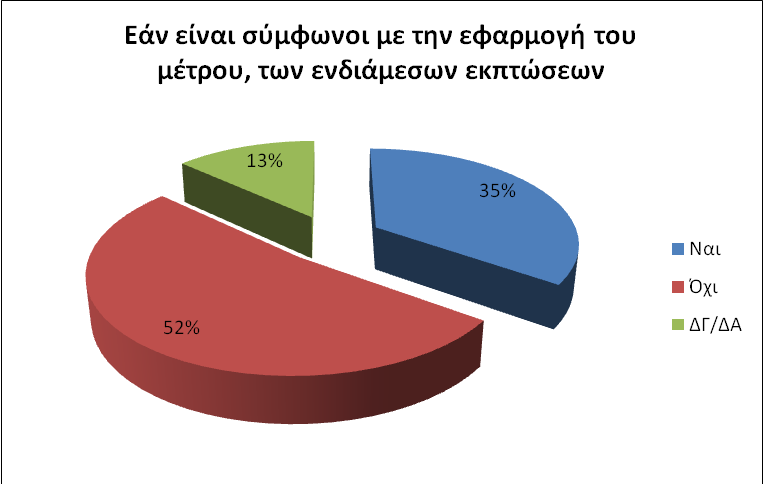 Εάν είναι σύμφωνοι με την εφαρμογή του
μέτρου, των ενδιάμεσων εκπτώσεων
13%
35%
52%
Ναι
Όχι
ΔΓ/ΔΑ